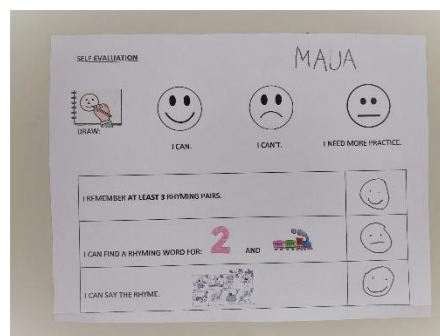 SELF EVALUATION
MAIJA
DRAW:
I CAN.
I CAN'T.
I NEED MORE PRACTICE.
I REMEMBER AT LEAST 3 RHYMING PAIRS.
I CAN FIND A RHYMING WORD FOR: 2 AND
I CAN SAY THE RHYME.